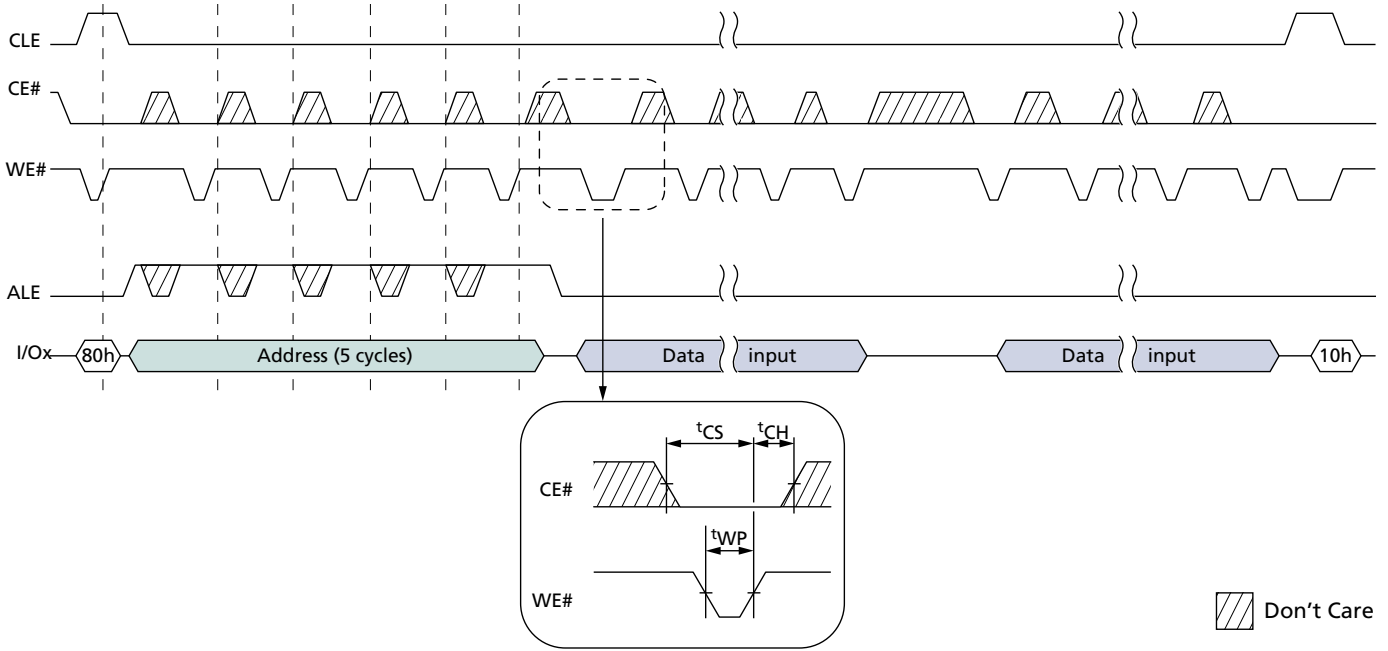 CLE
CE#
WE#
ALE
I/Ox
80h
Address (5 cycles)
Data input
Data input
10h
tCS
tCH
CE#
tWP
WE#
Don't Care